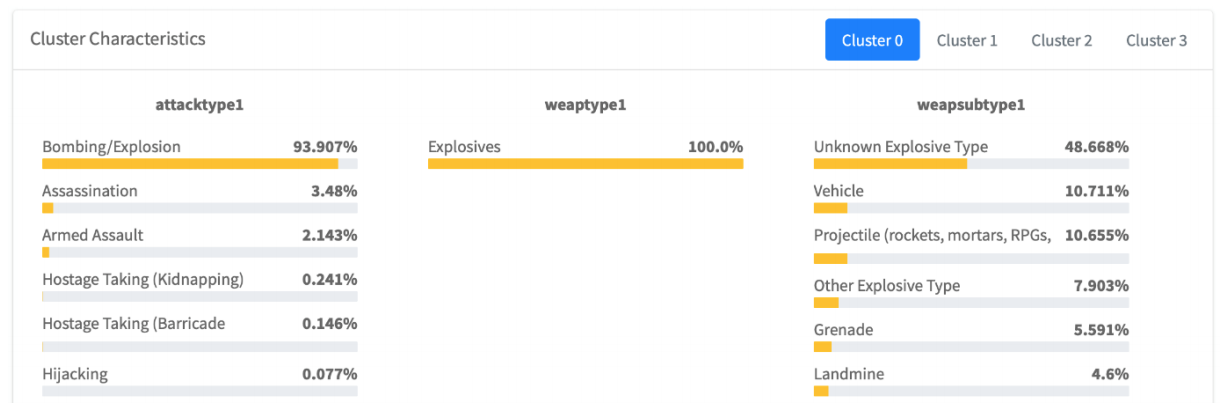 Cluster Characteristics
Cluster 0 Cluster 1 Cluster 2 Cluster 3
attacktype1
Bombing/Explosion 93.907%
Assassination 3.48%
Armed Assault 2.143%
Hostage Taking (Kidnapping) 0.241%
Hostage Taking (Barricade 0.146%
Hijacking 0.077%
weaptype1
Explosives 100.0%
weapsubtype1
Unknown Explosive Type 48.668%
Vehicle 10.711%
Projectile (rockets, mortars, RPGs, 10.655%
Other Explosive Type 7.903%
Grenade 5.591%
Landmine 4.6%